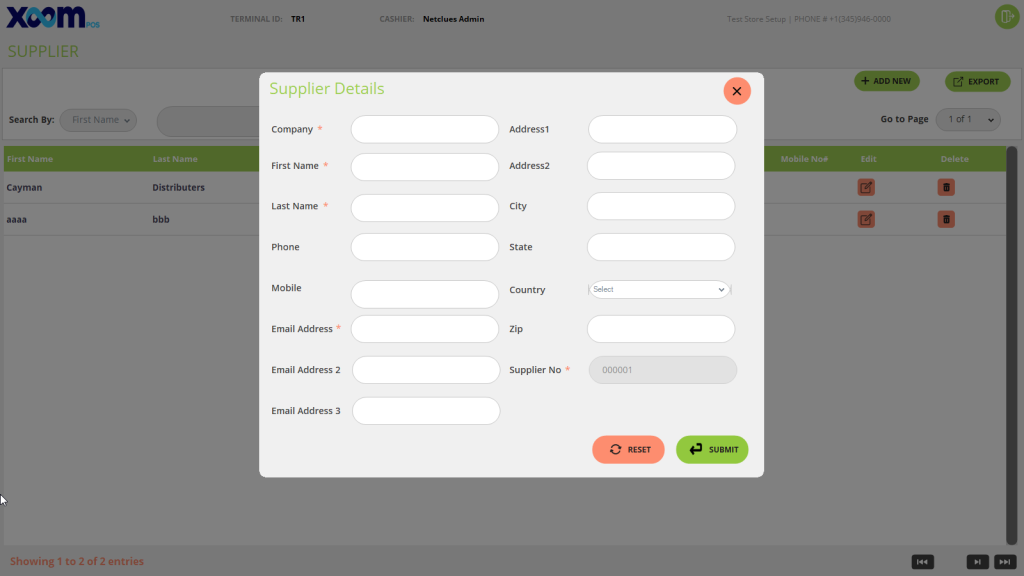 XOOM POS TERMINAL ID: TR1 CASHIER: Netclues Admin Test Store Setup | PHONE # +1(345)946-0000
SUPPLIER
ADD NEW EXPORT
Search By: First Name Go to Page 1 of 1
First Name Last Name Mobile No# Edit Delete
Cayman Distributers
aaaa bbb
Supplier Details
Company * Address1
First Name * Address2
Last Name * City
Phone State
Mobile Country Select
Email Address * Zip
Email Address 2 Supplier No * 000001
Email Address 3
RESET SUBMIT
Showing 1 to 2 of 2 entries